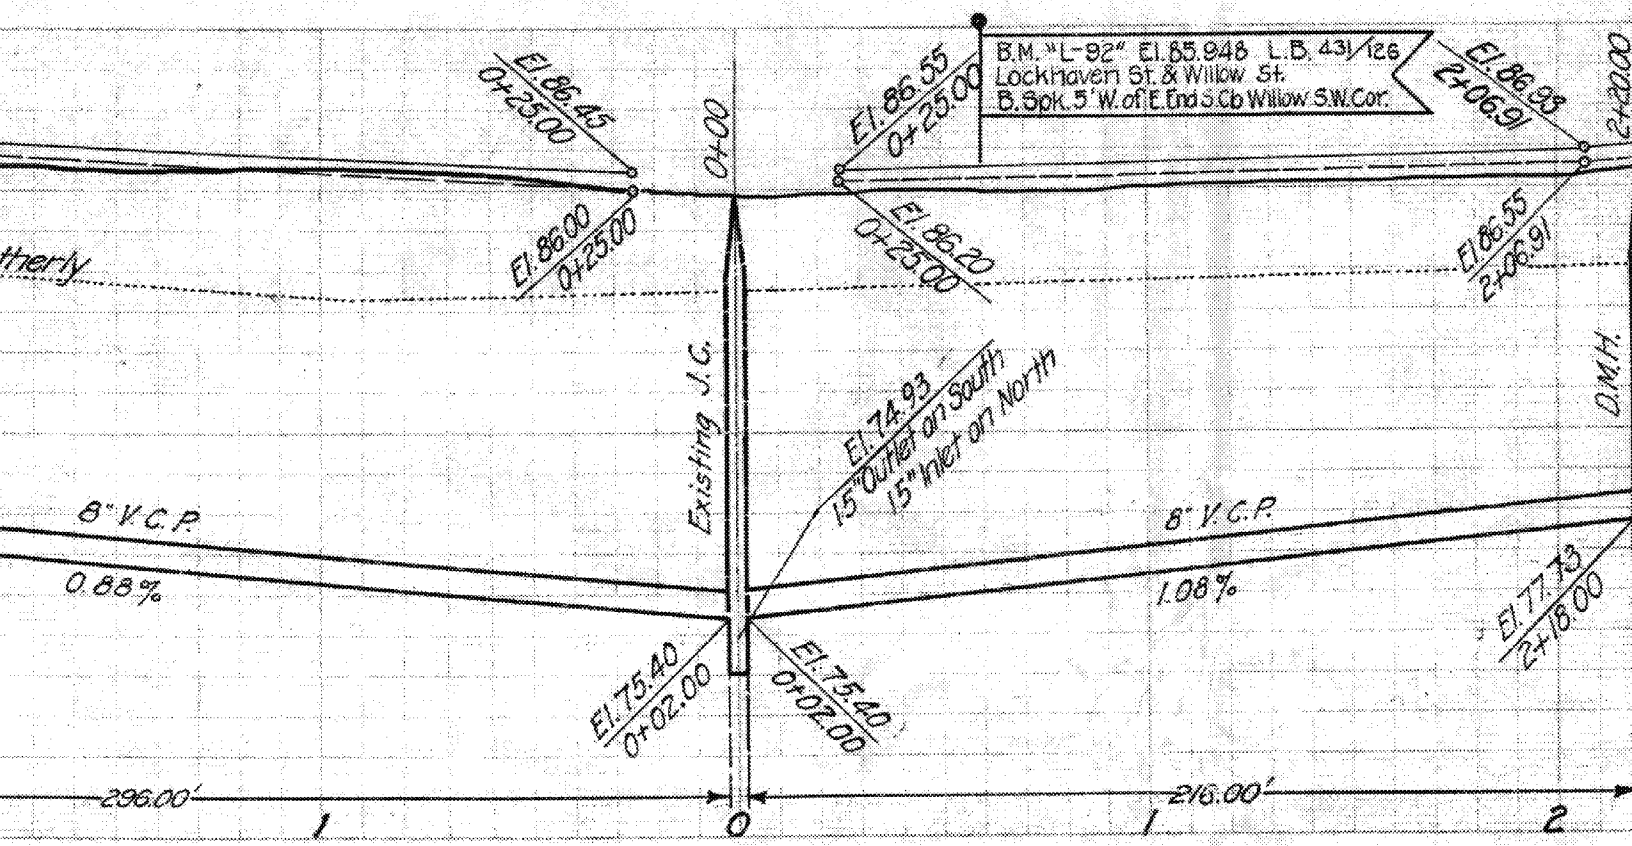 El. 86.45
0+25.00
0+00
El. 86.55
0+25.00
B.M. "L-92" El. 85.948 L.B. 431/126
Lockhaven St. & Willow St.
B. Spk. 5' W. of E. End S. Cb Willow S.W. Cor.
El. 86.93
2+06.91
2+20.00
therly
El. 86.00
0+25.00
El. 86.20
0+25.00
El. 86.55
2+06.91
Existing J.C.
El. 74.93
15" Outlet on South
15" Inlet on North
D.M.H.
8" V.C.P.
0.88%
8" V.C.P.
1.08%
El. 75.40
0+02.00
El. 75.40
0+02.00
El. 77.73
2+18.00
296.00'
216.00'
1
0
1
2